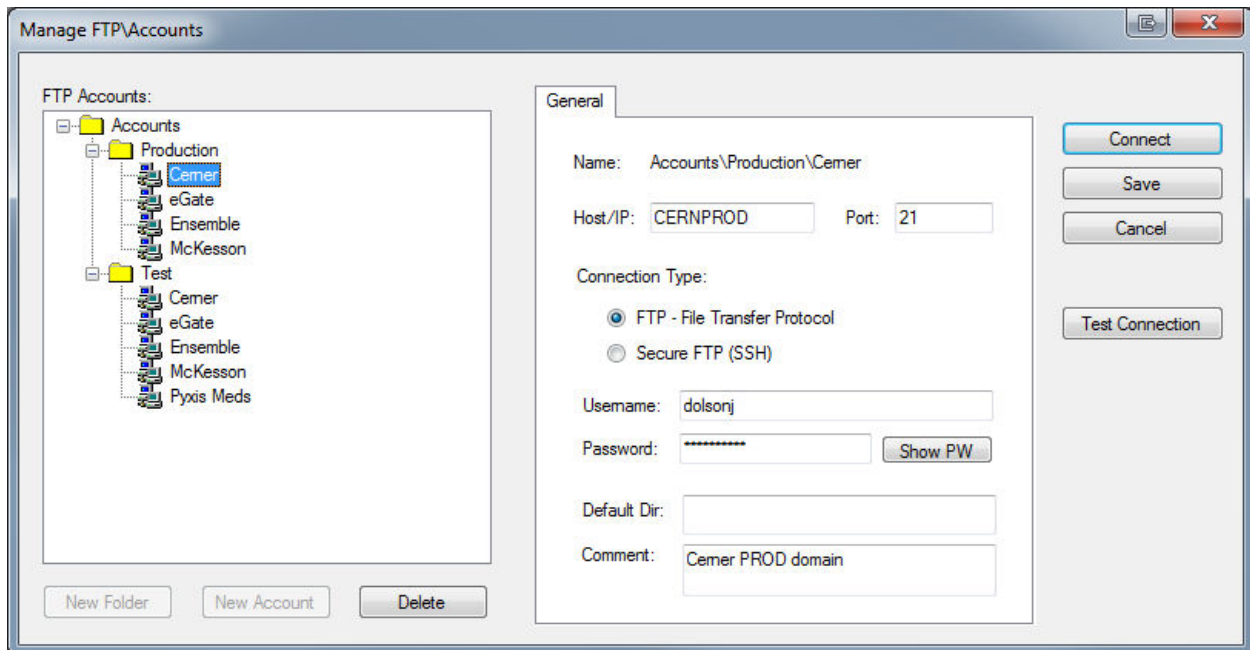 Manage FTP\Accounts
FTP Accounts:
Accounts
Production
Cerner
eGate
Ensemble
McKesson
Test
Cerner
eGate
Ensemble
McKesson
Pyxis Meds
New Folder
New Account
Delete
General
Name: Accounts\Production\Cerner
Host/IP: CERNPROD Port: 21
Connection Type:
FTP - File Transfer Protocol
Secure FTP (SSH)
Username: dolsonj
Password: ********** Show PW
Default Dir:
Comment: Cerner PROD domain
Connect
Save
Cancel
Test Connection